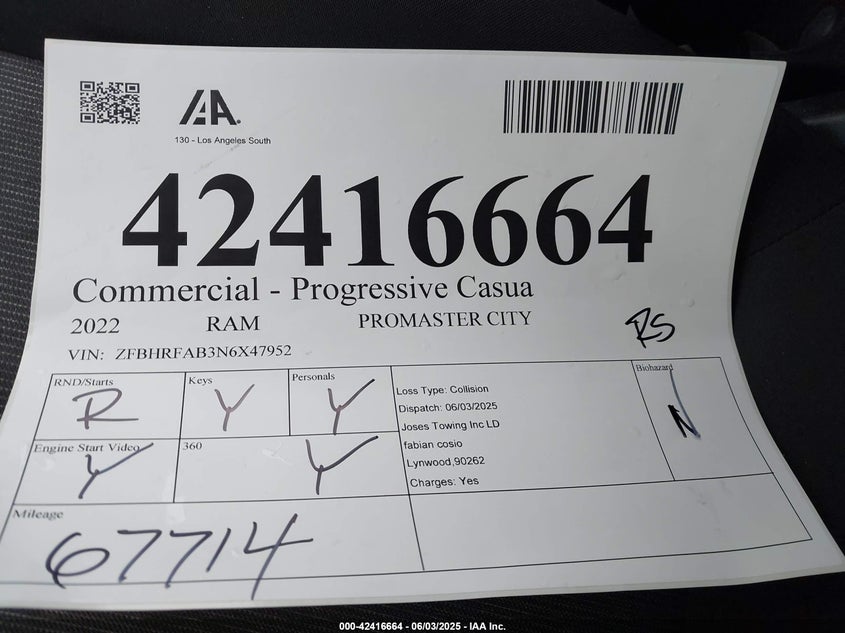 IAA.
130 - Los Angeles South
42416664
Commercial - Progressive Casua
2022 RAM PROMASTER CITY
RS
VIN: ZFBHRFAB3N6X47952
RND/Starts
R
Keys
Y
Personals
Y
Loss Type: Collision
Dispatch: 06/03/2025
Joses Towing Inc LD
fabian cosio
Lynwood,90262
Charges: Yes
Biohazard
N
Engine Start Video
Y
360
Y
Mileage
67714
000-42416664 - 06/03/2025 - IAA Inc.